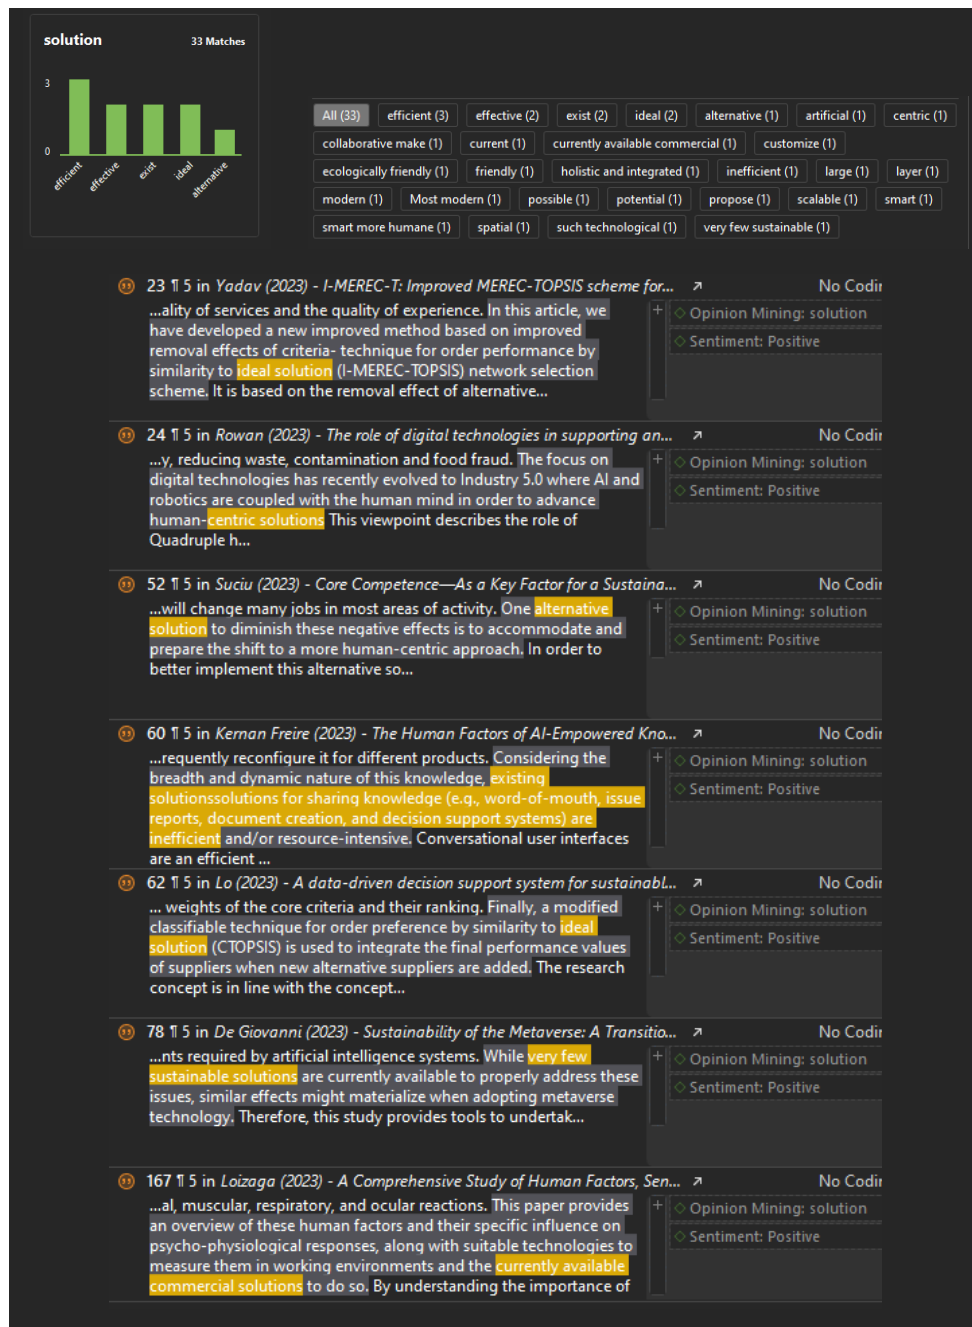 solution 33 Matches
3
0
efficient
effective
exist
ideal
alternative
All (33) efficient (3) effective (2) exist (2) ideal (2) alternative (1) artificial (1) centric (1)
collaborative make (1) current (1) currently available commercial (1) customize (1)
ecologically friendly (1) friendly (1) holistic and integrated (1) inefficient (1) large (1) layer (1)
modern (1) Most modern (1) possible (1) potential (1) propose (1) scalable (1) smart (1)
smart more humane (1) spatial (1) such technological (1) very few sustainable (1)
23 ¶ 5 in Yadav (2023) - I-MEREC-T: Improved MEREC-TOPSIS scheme for... ↗ No Codin
...ality of services and the quality of experience. In this article, we
have developed a new improved method based on improved
removal effects of criteria- technique for order performance by
similarity to ideal solution (I-MEREC-TOPSIS) network selection
scheme. It is based on the removal effect of alternative...
+ ◇ Opinion Mining: solution
◇ Sentiment: Positive
24 ¶ 5 in Rowan (2023) - The role of digital technologies in supporting an... ↗ No Codin
...y, reducing waste, contamination and food fraud. The focus on
digital technologies has recently evolved to Industry 5.0 where AI and
robotics are coupled with the human mind in order to advance
human-centric solutions This viewpoint describes the role of
Quadruple h...
+ ◇ Opinion Mining: solution
◇ Sentiment: Positive
52 ¶ 5 in Suciu (2023) - Core Competence—As a Key Factor for a Sustaina... ↗ No Codin
...will change many jobs in most areas of activity. One alternative
solution to diminish these negative effects is to accommodate and
prepare the shift to a more human-centric approach. In order to
better implement this alternative so...
+ ◇ Opinion Mining: solution
◇ Sentiment: Positive
60 ¶ 5 in Kernan Freire (2023) - The Human Factors of AI-Empowered Kno... ↗ No Codin
...requently reconfigure it for different products. Considering the
breadth and dynamic nature of this knowledge, existing
solutionssolutions for sharing knowledge (e.g., word-of-mouth, issue
reports, document creation, and decision support systems) are
inefficient and/or resource-intensive. Conversational user interfaces
are an efficient ...
+ ◇ Opinion Mining: solution
◇ Sentiment: Positive
62 ¶ 5 in Lo (2023) - A data-driven decision support system for sustainabl... ↗ No Codin
... weights of the core criteria and their ranking. Finally, a modified
classifiable technique for order preference by similarity to ideal
solution (CTOPSIS) is used to integrate the final performance values
of suppliers when new alternative suppliers are added. The research
concept is in line with the concept...
+ ◇ Opinion Mining: solution
◇ Sentiment: Positive
78 ¶ 5 in De Giovanni (2023) - Sustainability of the Metaverse: A Transitio... ↗ No Codin
...nts required by artificial intelligence systems. While very few
sustainable solutions are currently available to properly address these
issues, similar effects might materialize when adopting metaverse
technology. Therefore, this study provides tools to undertak...
+ ◇ Opinion Mining: solution
◇ Sentiment: Positive
167 ¶ 5 in Loizaga (2023) - A Comprehensive Study of Human Factors, Sen... ↗ No Codin
...al, muscular, respiratory, and ocular reactions. This paper provides
an overview of these human factors and their specific influence on
psycho-physiological responses, along with suitable technologies to
measure them in working environments and the currently available
commercial solutions to do so. By understanding the importance of
+ ◇ Opinion Mining: solution
◇ Sentiment: Positive